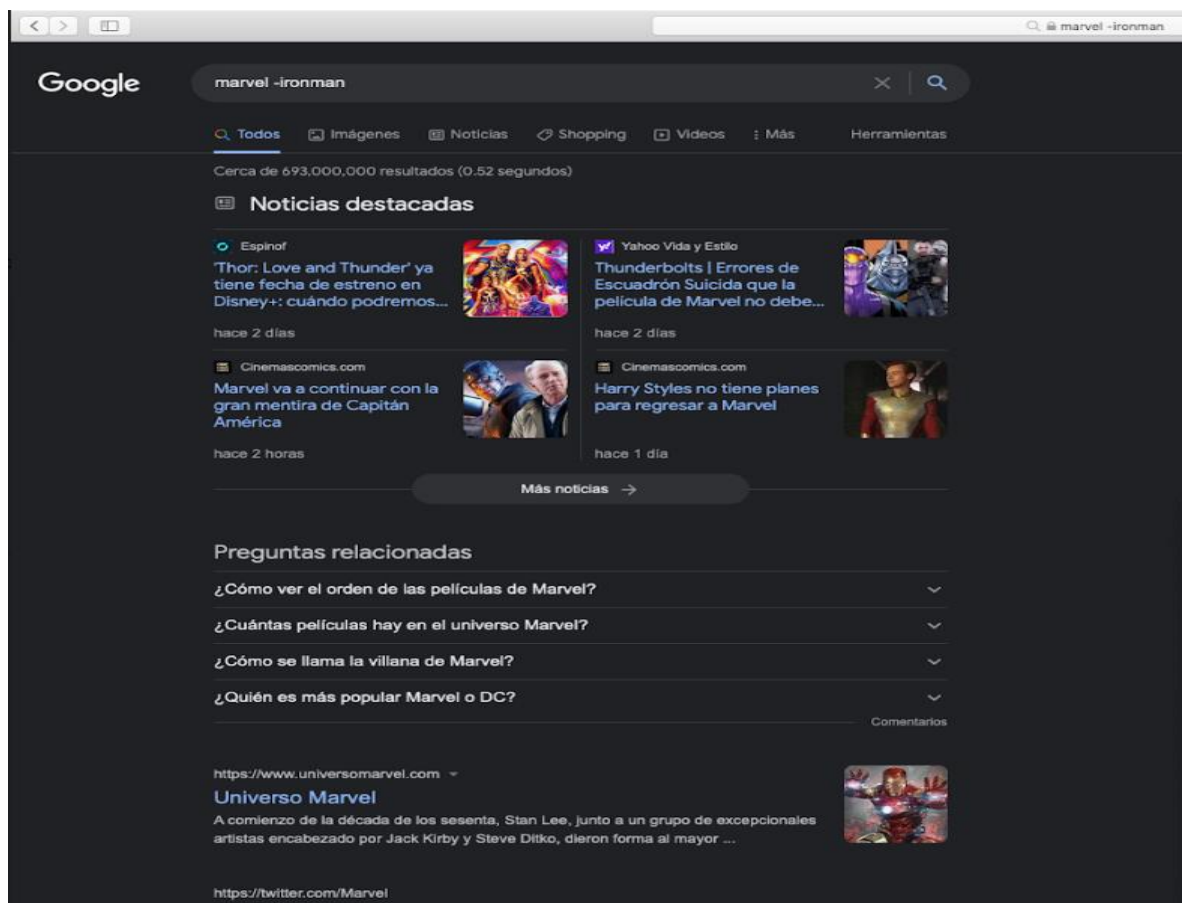 marvel -ironman
Google
marvel -ironman
Todos Imágenes Noticias Shopping Videos Más Herramientas
Cerca de 693,000,000 resultados (0.52 segundos)
Noticias destacadas
Espinof
'Thor: Love and Thunder' ya
tiene fecha de estreno en
Disney+: cuándo podremos...
hace 2 días
Yahoo Vida y Estilo
Thunderbolts | Errores de
Escuadrón Suicida que la
película de Marvel no debe...
hace 2 días
Cinemascomics.com
Marvel va a continuar con la
gran mentira de Capitán
América
hace 2 horas
Cinemascomics.com
Harry Styles no tiene planes
para regresar a Marvel
hace 1 día
Más noticias
Preguntas relacionadas
¿Cómo ver el orden de las películas de Marvel?
¿Cuántas películas hay en el universo Marvel?
¿Cómo se llama la villana de Marvel?
¿Quién es más popular Marvel o DC?
Comentarios
https://www.universomarvel.com
Universo Marvel
A comienzo de la década de los sesenta, Stan Lee, junto a un grupo de excepcionales
artistas encabezado por Jack Kirby y Steve Ditko, dieron forma al mayor ...
https://twitter.com/Marvel